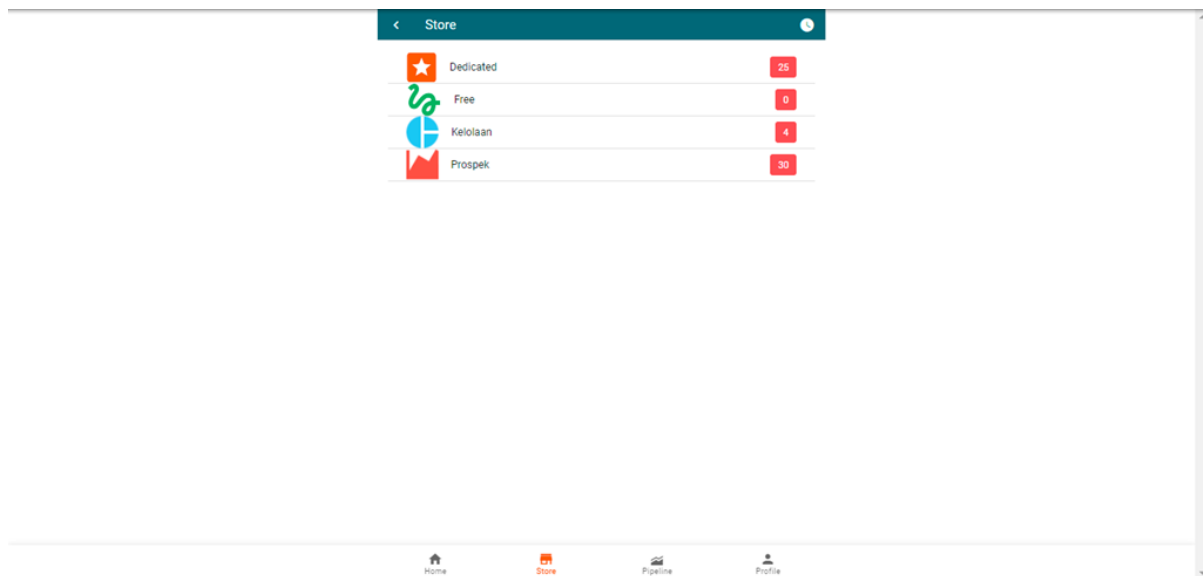 Store
Dedicated 25
Free 0
Kelolaan 4
Prospek 30
Home Store Pipeline Profile